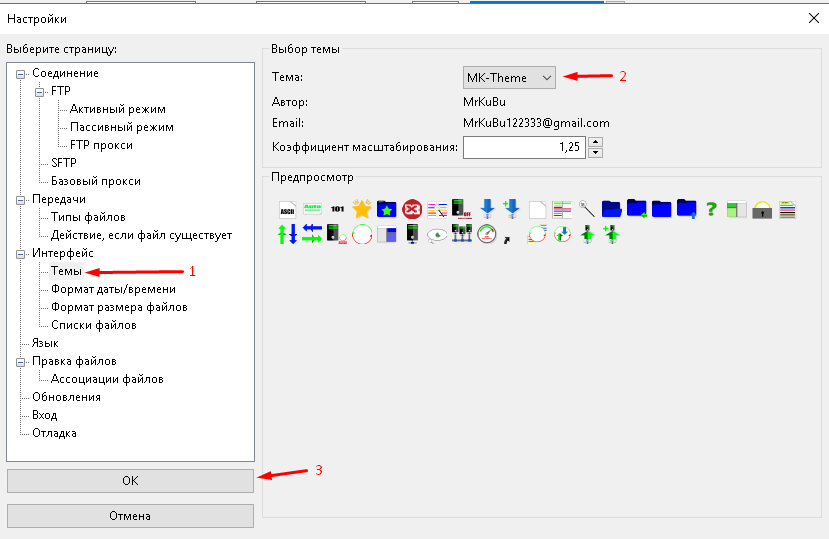 Настройки
Выберите страницу:
Соединение
FTP
Активный режим
Пассивный режим
FTP прокси
SFTP
Базовый прокси
Передачи
Типы файлов
Действие, если файл существует
Интерфейс
Темы
1
Формат даты/времени
Формат размера файлов
Списки файлов
Язык
Правка файлов
Ассоциации файлов
Обновления
Вход
Отладка
OK
3
Отмена
Выбор темы
Тема:
MK-Theme
2
Автор:
MrKuBu
Email:
MrKuBu122333@gmail.com
Коэффициент масштабирования:
1,25
Предпросмотр
ASCII
101
OFF
?